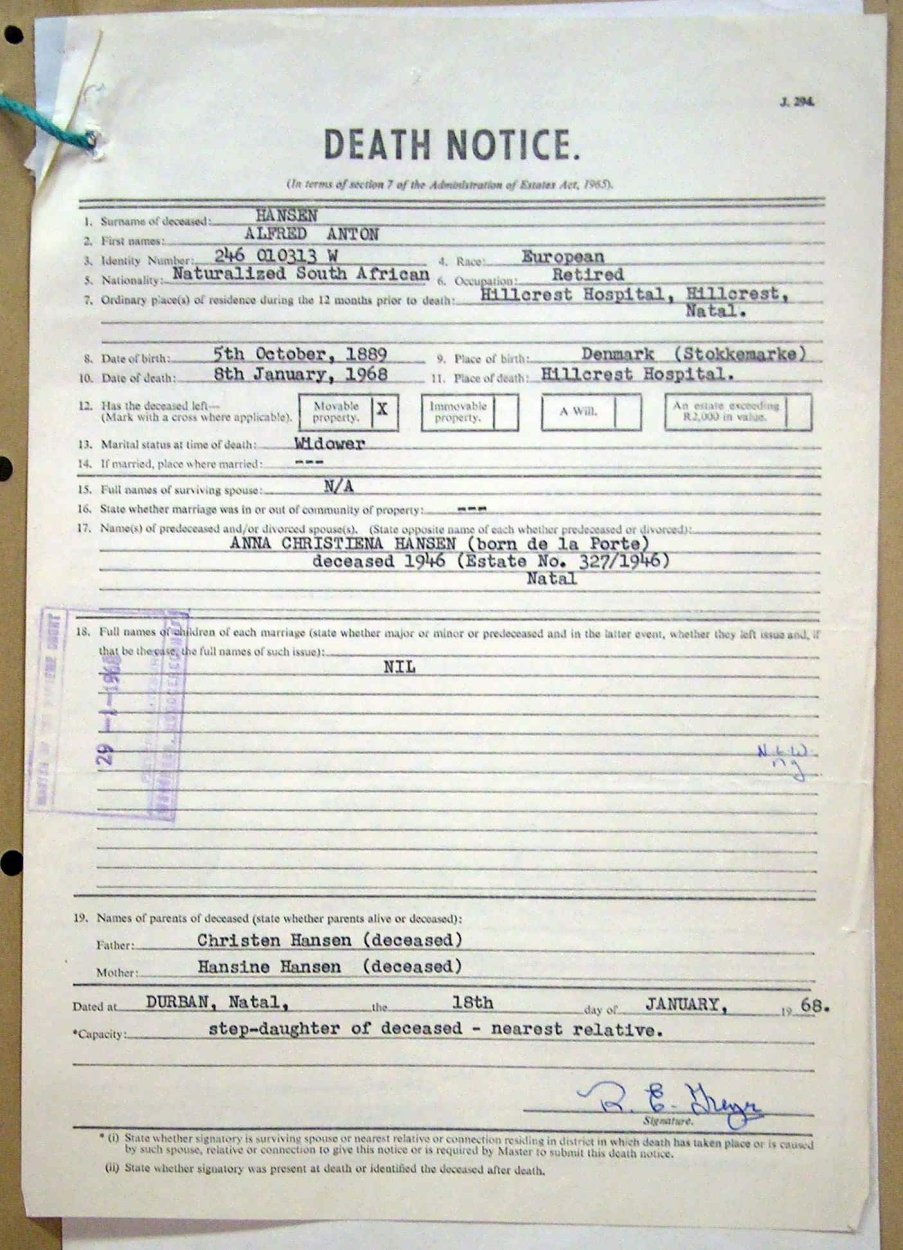 J. 294.
DEATH NOTICE.
(In terms of section 7 of the Administration of Estates Act, 1965).
1. Surname of deceased: HANSEN
2. First names: ALFRED ANTON
3. Identity Number: 246 010313 W 4. Race: European
5. Nationality: Naturalized South African 6. Occupation: Retired
7. Ordinary place(s) of residence during the 12 months prior to death: Hillcrest Hospital, Hillcrest,
Natal.
8. Date of birth: 5th October, 1889 9. Place of birth: Denmark (Stokkemarke)
10. Date of death: 8th January, 1968 11. Place of death: Hillcrest Hospital.
12. Has the deceased left— Movable X Immovable A Will. An estate exceeding
(Mark with a cross where applicable). property. property. R2,000 in value.
13. Marital status at time of death: Widower
14. If married, place where married: ---
15. Full names of surviving spouse: N/A
16. State whether marriage was in or out of community of property: ---
17. Name(s) of predeceased and/or divorced spouse(s). (State opposite name of each whether predeceased or divorced):
ANNA CHRISTIENA HANSEN (born de la Porte)
deceased 1946 (Estate No. 327/1946)
Natal
18. Full names of children of each marriage (state whether major or minor or predeceased and in the latter event, whether they left issue and, if
that be the case, the full names of such issue):
NIL
MASTER OF THE SUPREME COURT
29 -1- 1968
19. Names of parents of deceased (state whether parents alive or deceased):
Father: Christen Hansen (deceased)
Mother: Hansine Hansen (deceased)
Dated at DURBAN, Natal, the 18th day of JANUARY, 19 68.
*Capacity: step-daughter of deceased - nearest relative.
R. E.
Signature.
* (i) State whether signatory is surviving spouse or nearest relative or connection residing in district in which death has taken place or is caused
by such spouse, relative or connection to give this notice or is required by Master to submit this death notice.
(ii) State whether signatory was present at death or identified the deceased after death.